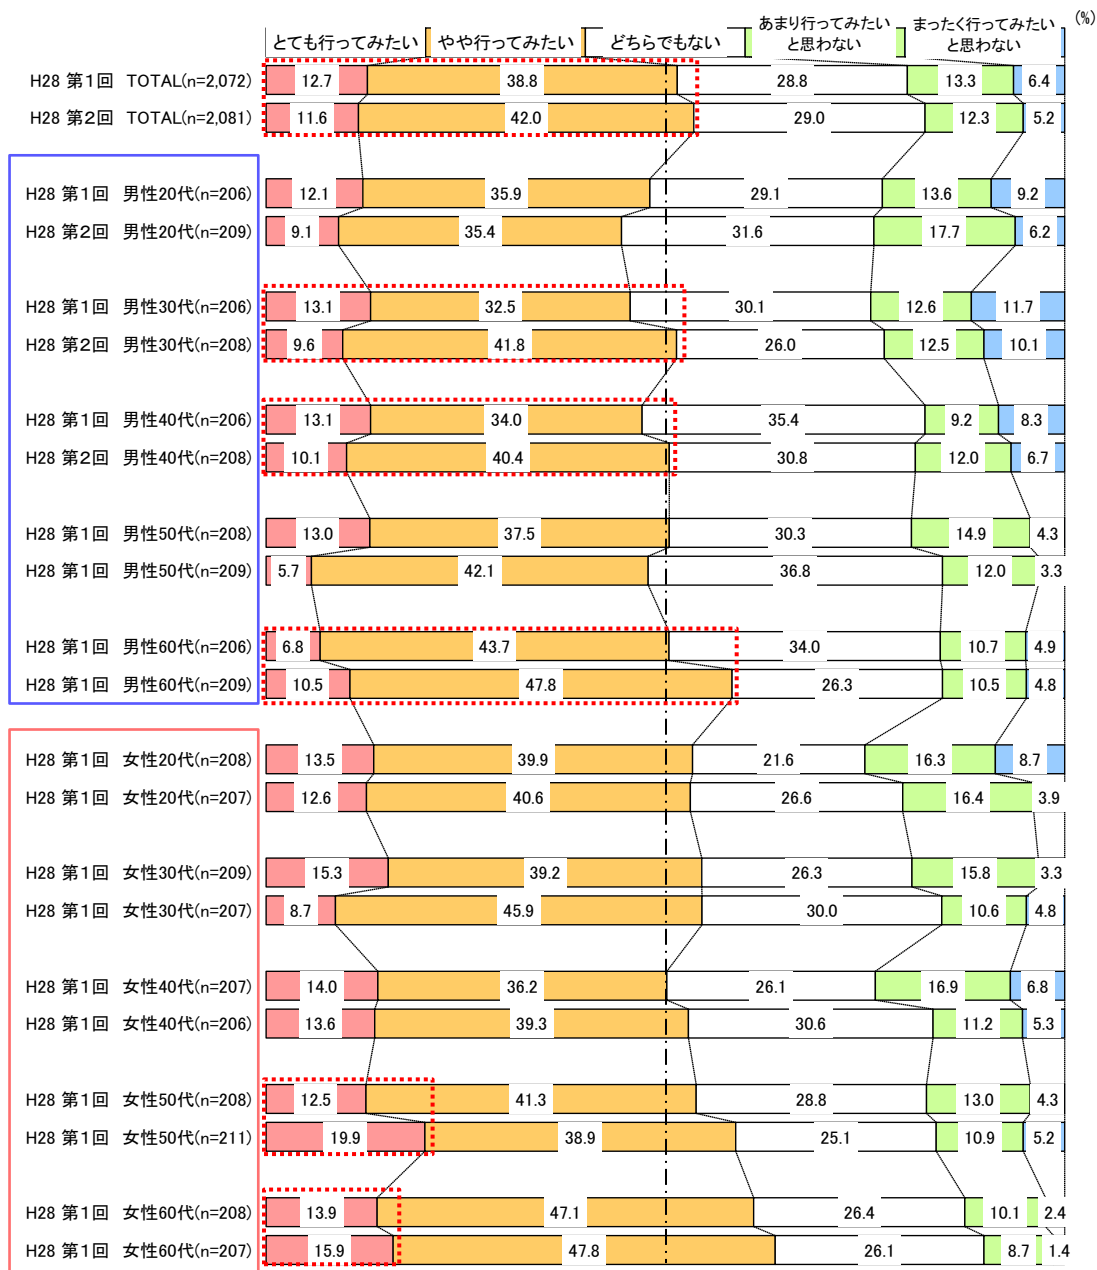 (%)
とても行ってみたい やや行ってみたい どちらでもない あまり行ってみたい まったく行ってみたい
と思わない と思わない
H28 第1回 TOTAL(n=2,072) 12.7 38.8 28.8 13.3 6.4
H28 第2回 TOTAL(n=2,081) 11.6 42.0 29.0 12.3 5.2
H28 第1回 男性20代(n=206) 12.1 35.9 29.1 13.6 9.2
H28 第2回 男性20代(n=209) 9.1 35.4 31.6 17.7 6.2
H28 第1回 男性30代(n=206) 13.1 32.5 30.1 12.6 11.7
H28 第2回 男性30代(n=208) 9.6 41.8 26.0 12.5 10.1
H28 第1回 男性40代(n=206) 13.1 34.0 35.4 9.2 8.3
H28 第2回 男性40代(n=208) 10.1 40.4 30.8 12.0 6.7
H28 第1回 男性50代(n=208) 13.0 37.5 30.3 14.9 4.3
H28 第1回 男性50代(n=209) 5.7 42.1 36.8 12.0 3.3
H28 第1回 男性60代(n=206) 6.8 43.7 34.0 10.7 4.9
H28 第1回 男性60代(n=209) 10.5 47.8 26.3 10.5 4.8
H28 第1回 女性20代(n=208) 13.5 39.9 21.6 16.3 8.7
H28 第1回 女性20代(n=207) 12.6 40.6 26.6 16.4 3.9
H28 第1回 女性30代(n=209) 15.3 39.2 26.3 15.8 3.3
H28 第1回 女性30代(n=207) 8.7 45.9 30.0 10.6 4.8
H28 第1回 女性40代(n=207) 14.0 36.2 26.1 16.9 6.8
H28 第1回 女性40代(n=206) 13.6 39.3 30.6 11.2 5.3
H28 第1回 女性50代(n=208) 12.5 41.3 28.8 13.0 4.3
H28 第1回 女性50代(n=211) 19.9 38.9 25.1 10.9 5.2
H28 第1回 女性60代(n=208) 13.9 47.1 26.4 10.1 2.4
H28 第1回 女性60代(n=207) 15.9 47.8 26.1 8.7 1.4